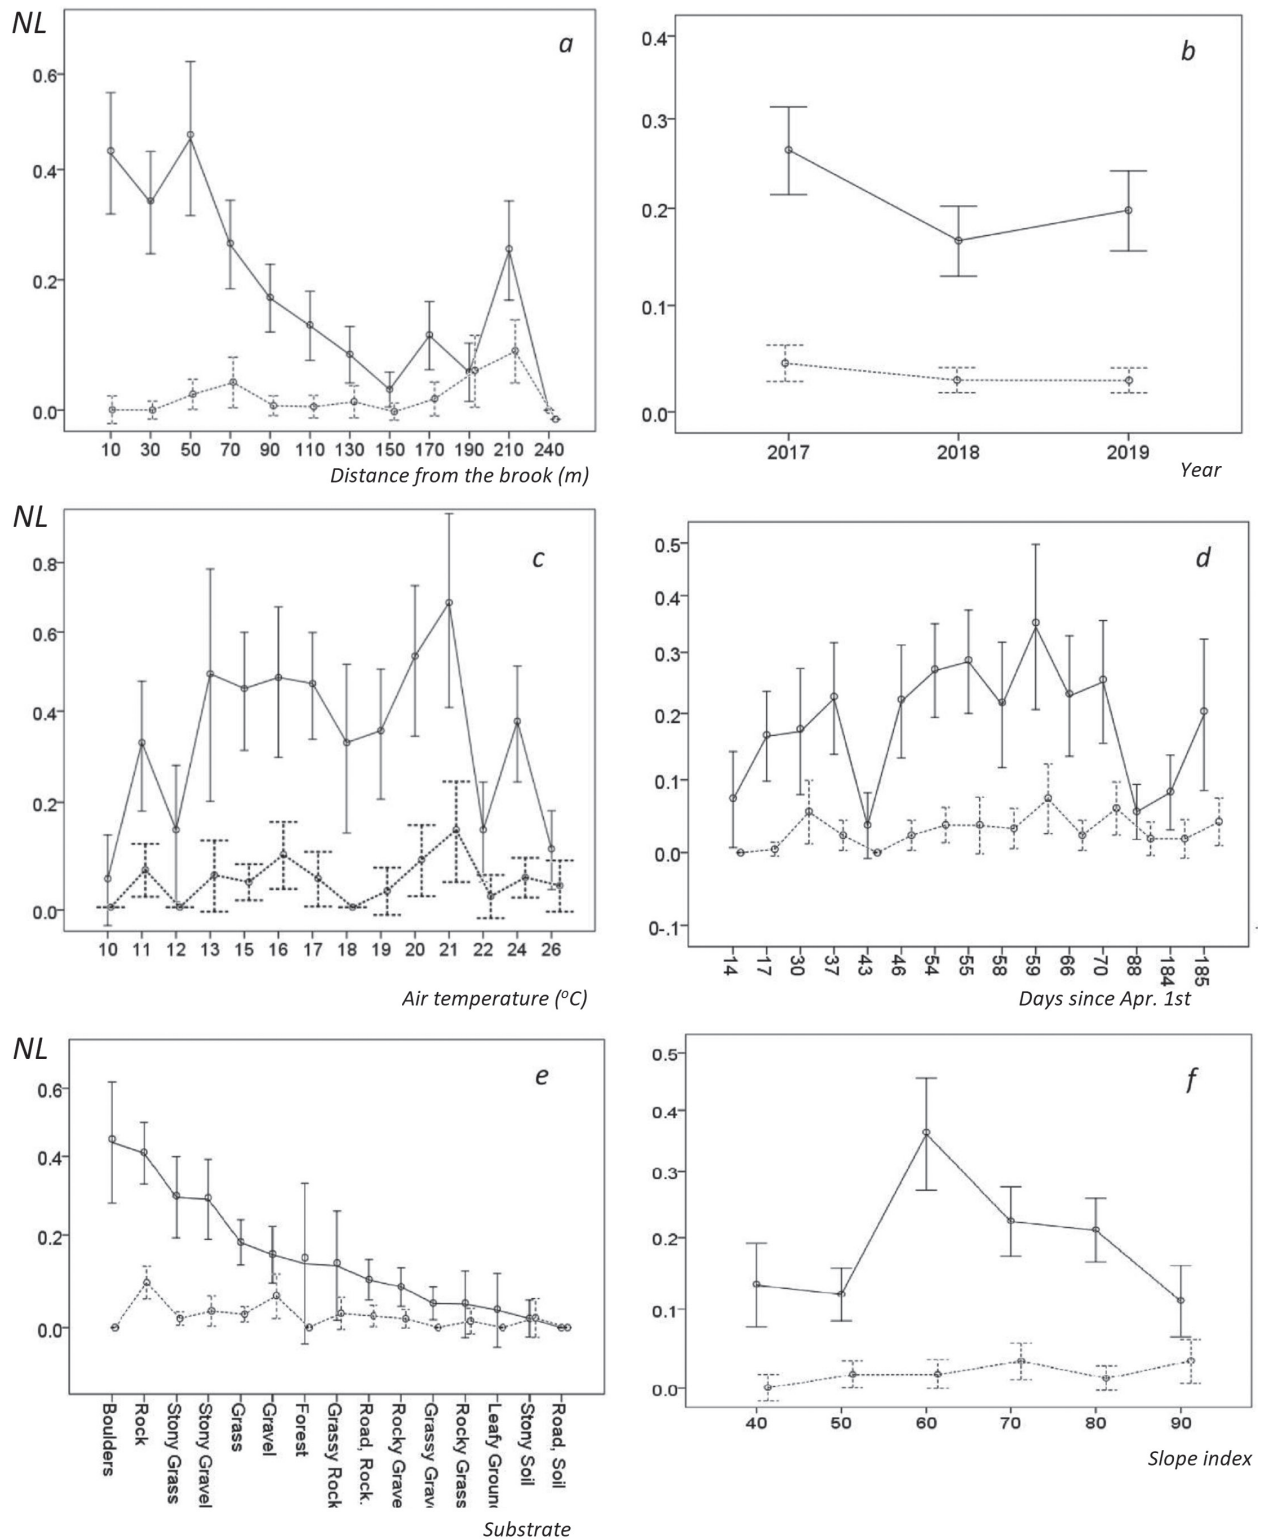 NL
a
0.6
0.4
0.2
0.0
10 30 50 70 90 110 130 150 170 190 210 240
Distance from the brook (m)
b
0.4
0.3
0.2
0.1
0.0
2017 2018 2019
Year
NL
c
0.8
0.6
0.4
0.2
0.0
10 11 12 13 15 16 17 18 19 20 21 22 24 26
Air temperature (°C)
d
0.5
0.4
0.3
0.2
0.1
0.0
0-.1
14 17 30 37 43 46 54 55 58 59 66 70 88 184 185
Days since Apr. 1st
NL
e
0.6
0.4
0.2
0.0
Boulders
Rock
Stony Grass
Stony Gravel
Grass
Gravel
Forest
Grassy Rock
Road, Rock.
Rocky Grave
Grassy Grav
Rocky Grass
Leafy Groun
Stony Soil
Road, Soil
Substrate
f
0.5
0.4
0.3
0.2
0.1
0.0
40 50 60 70 80 90
Slope index